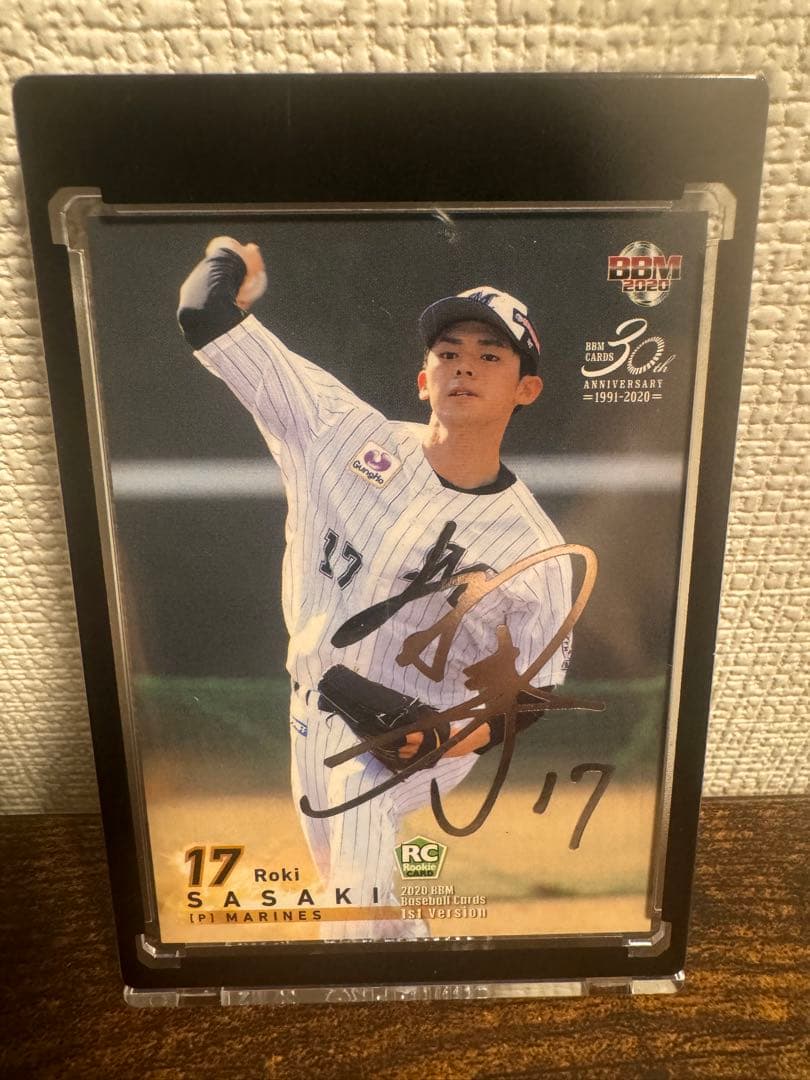 BBM
2020
BBM
CARDS
30th
ANNIVERSARY
1991-2020
GungHo
17
17
17 Roki
SASAKI
[P] MARINES
RC
Rookie
CARD
2020 BBM
Baseball Cards
1st Version